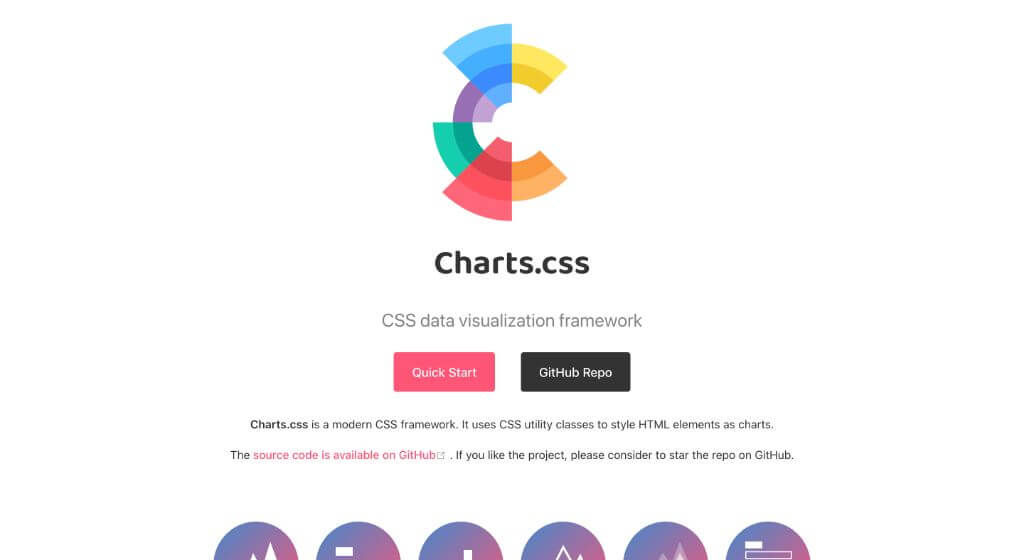 Charts.css
CSS data visualization framework
Quick Start
GitHub Repo
Charts.css is a modern CSS framework. It uses CSS utility classes to style HTML elements as charts.
The source code is available on GitHub . If you like the project, please consider to star the repo on GitHub.